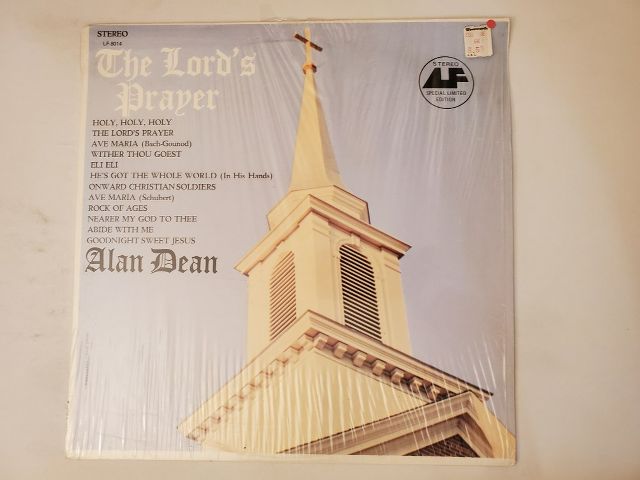 STEREO
LF-8014
The Lord's
Prayer
HOLY, HOLY, HOLY
THE LORD'S PRAYER
AVE MARIA (Bach-Gounod)
WITHER THOU GOEST
ELI ELI
HE'S GOT THE WHOLE WORLD (In His Hands)
ONWARD CHRISTIAN SOLDIERS
AVE MARIA (Schubert)
ROCK OF AGES
NEARER MY GOD TO THEE
ABIDE WITH ME
GOODNIGHT SWEET JESUS
Alan Dean
STEREO
LF
SPECIAL LIMITED
EDITION